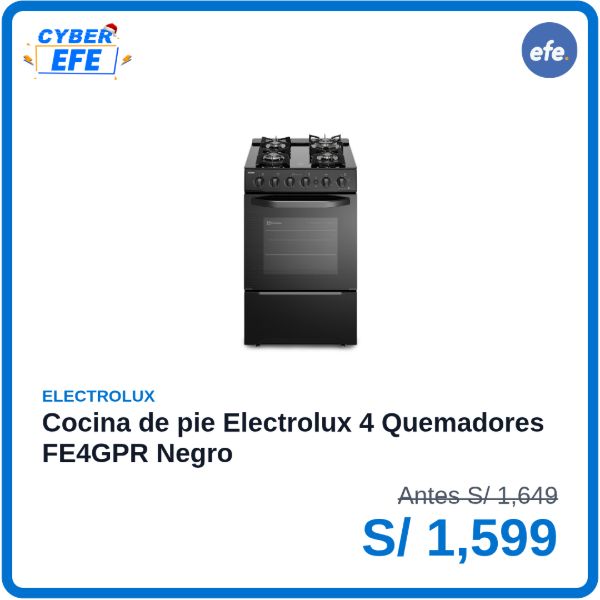 CYBER
EFE
efe.
ELECTROLUX
Cocina de pie Electrolux 4 Quemadores
FE4GPR Negro
Antes S/ 1,649
S/ 1,599